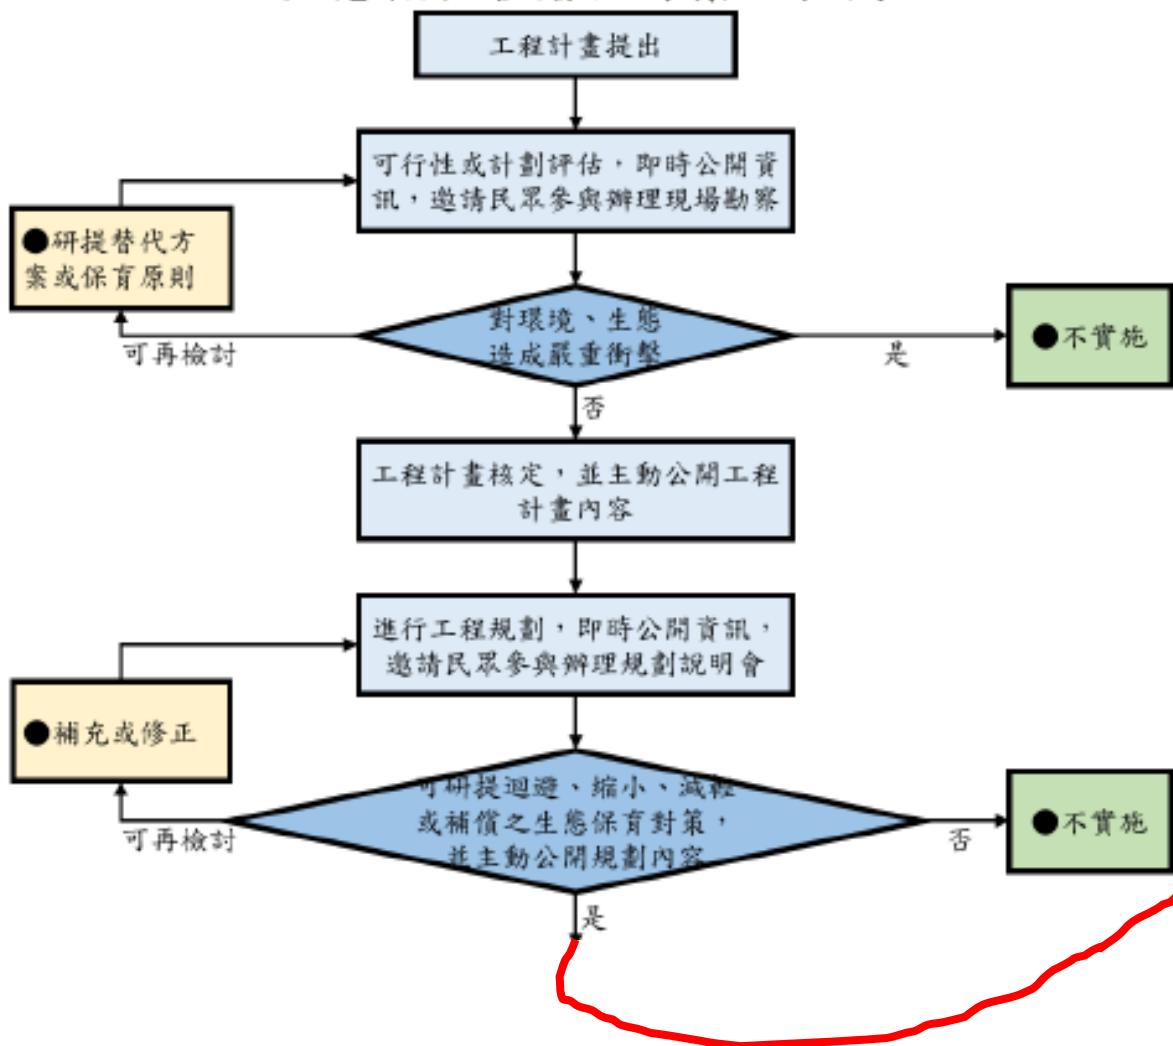 工程計畫提出
可行性或計劃評估，即時公開資
訊，邀請民眾參與辦理現場勘察
●研提替代方
案或保育原則
對環境、生態
造成嚴重衝擊
可再檢討
是
●不實施
否
工程計畫核定，並主動公開工程
計畫內容
進行工程規劃，即時公開資訊，
邀請民眾參與辦理規劃說明會
●補充或修正
可研提迴避、縮小、減輕
或補償之生態保育對策，
並主動公開規劃內容
可再檢討
否
●不實施
是